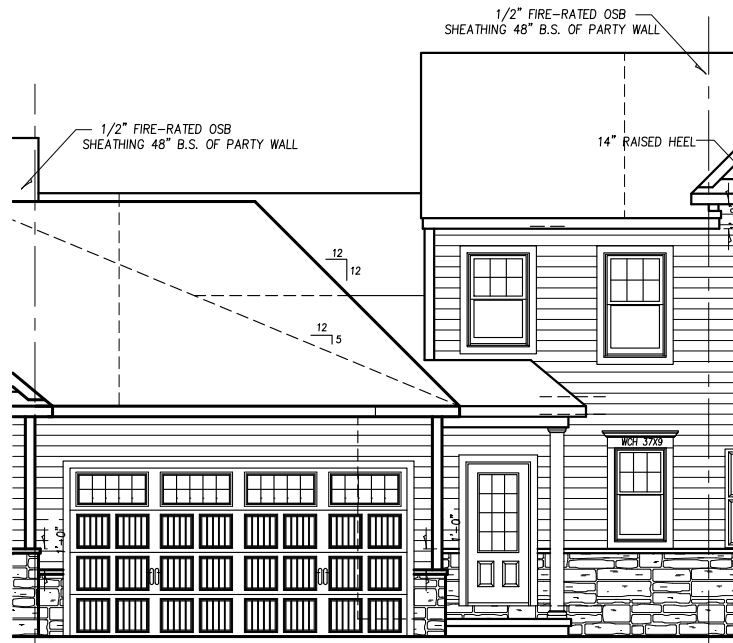 1/2" FIRE-RATED OSB
SHEATHING 48" B.S. OF PARTY WALL
1/2" FIRE-RATED OSB
SHEATHING 48" B.S. OF PARTY WALL
14" RAISED HEEL
12
12
12
5
WCH 37X9
1'-0"
1'-0"